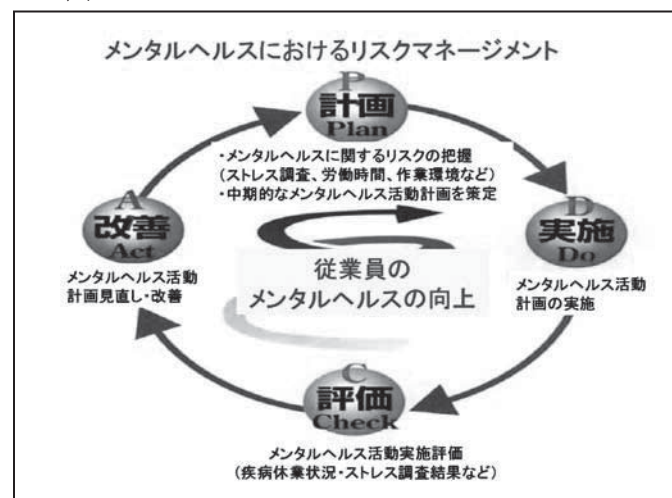 メンタルヘルスにおけるリスクマネージメント
P
計画
Plan
・メンタルヘルスに関するリスクの把握
(ストレス調査、労働時間、作業環境など)
・中期的なメンタルヘルス活動計画を策定
D
実施
Do
メンタルヘルス活動
計画の実施
C
評価
Check
メンタルヘルス活動実施評価
(疾病休業状況・ストレス調査結果など)
A
改善
Act
メンタルヘルス活動
計画見直し・改善
従業員の
メンタルヘルスの向上